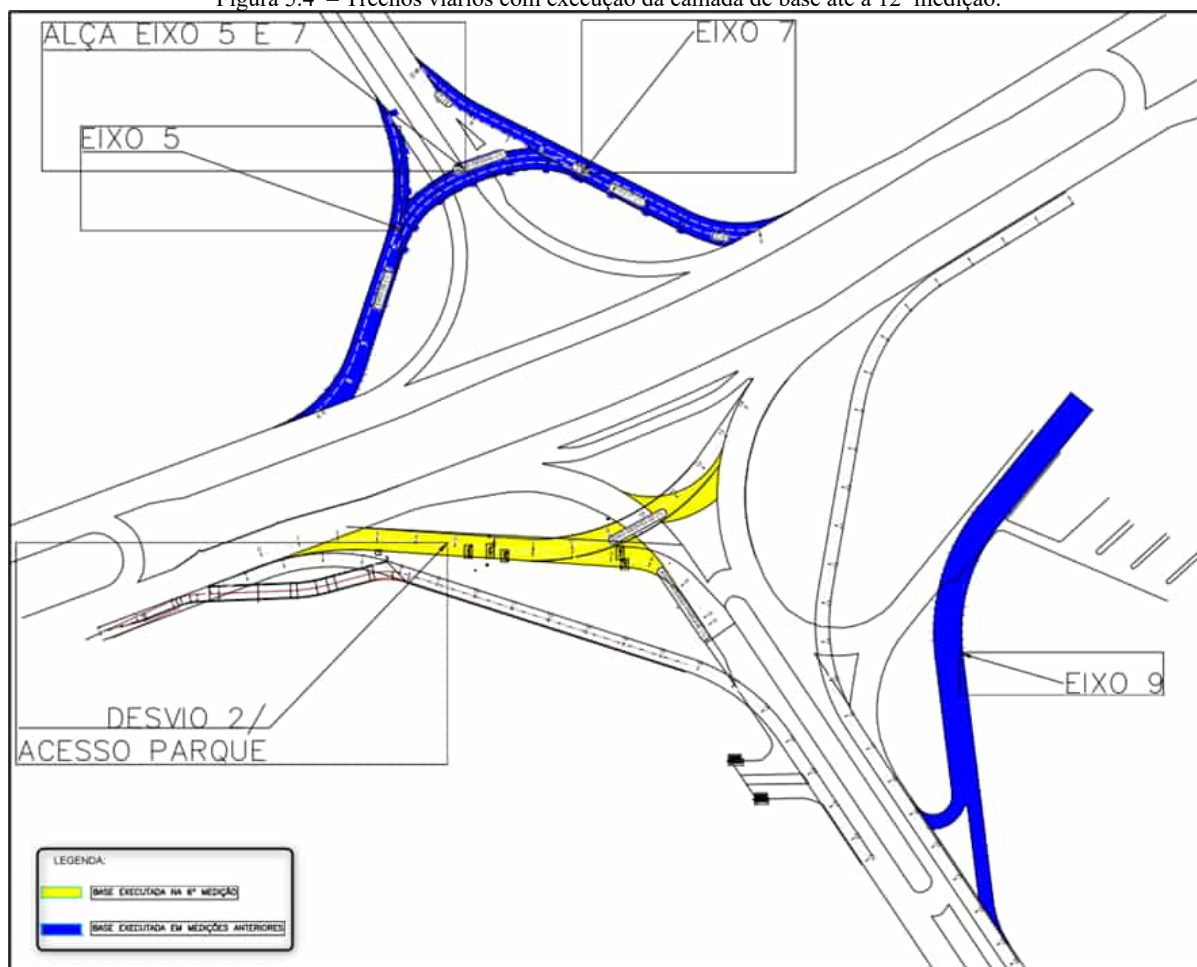 Figura 5.4 – Trechos viários com execução da camada de base até a 12ª medição.
ALÇA EIXO 5 E 7
EIXO 7
EIXO 5
EIXO 9
DESVIO 2/
ACESSO PARQUE
LEGENDA:
BASE EXECUTADA NA 6ª MEDIÇÃO
BASE EXECUTADA EM MEDIÇÕES ANTERIORES